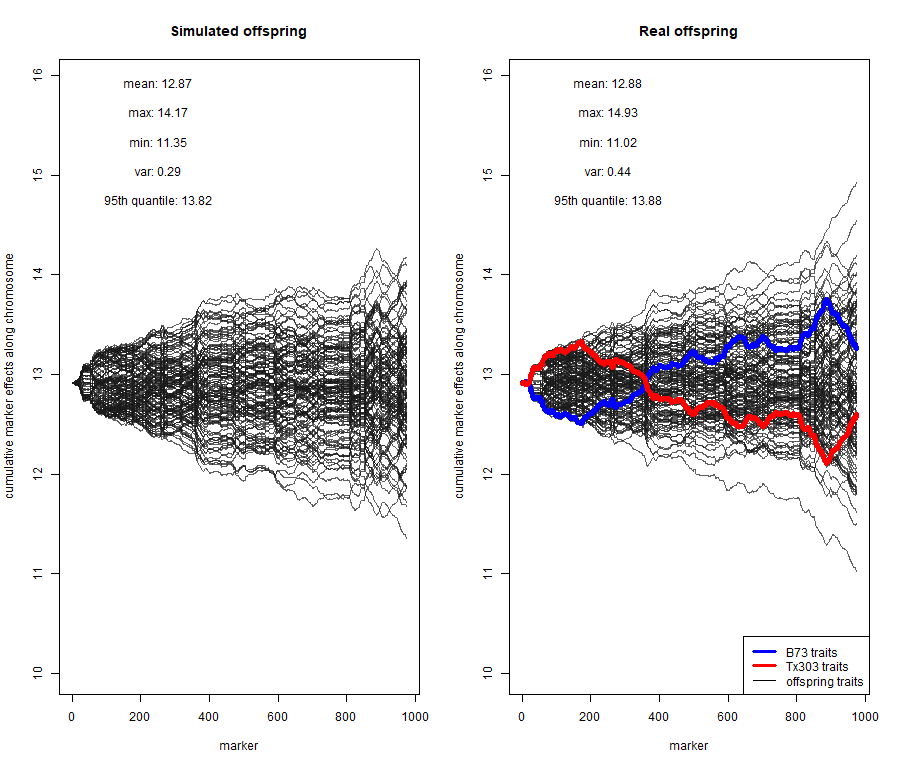 Simulated offspring
mean: 12.87
max: 14.17
min: 11.35
var: 0.29
95th quantile: 13.82
cumulative marker effects along chromosome
16
15
14
13
12
11
10
0 200 400 600 800 1000
marker
Real offspring
mean: 12.88
max: 14.93
min: 11.02
var: 0.44
95th quantile: 13.88
cumulative marker effects along chromosome
16
15
14
13
12
11
10
B73 traits
Tx303 traits
offspring traits
0 200 400 600 800 1000
marker